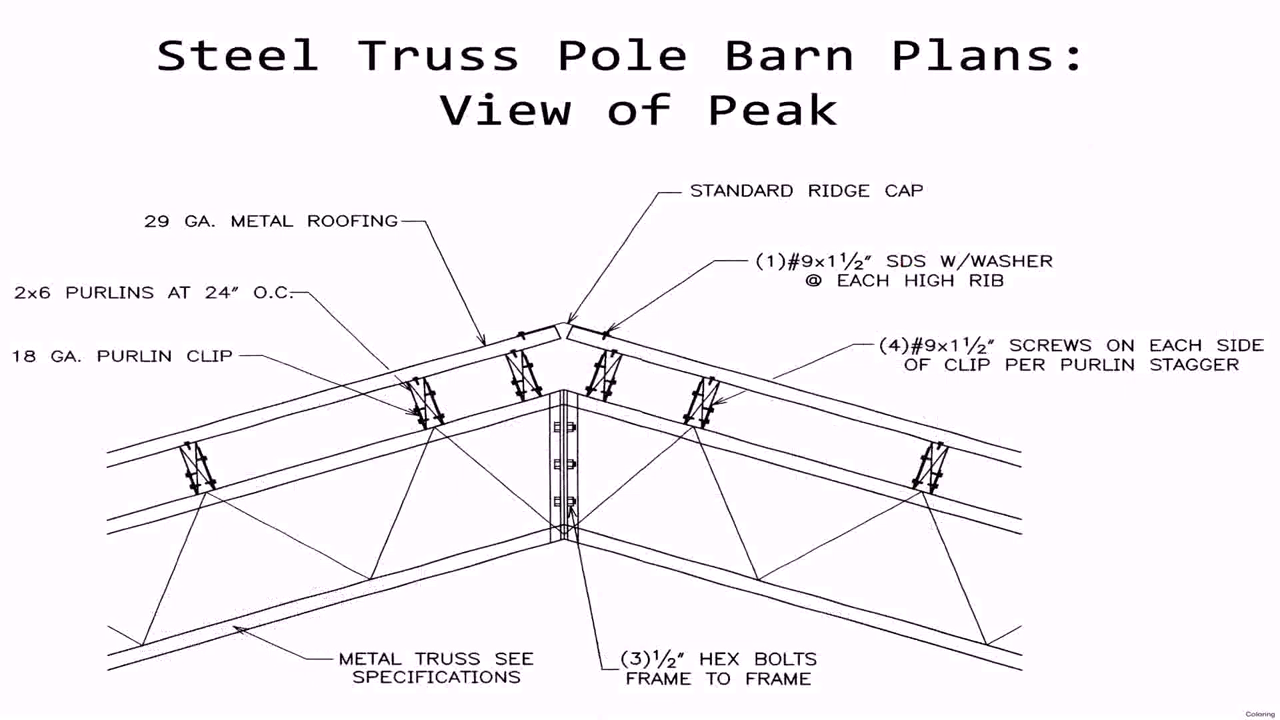 Steel Truss Pole Barn Plans:
View of Peak
STANDARD RIDGE CAP
29 GA. METAL ROOFING
(1)#9x1½" SDS W/WASHER
@ EACH HIGH RIB
2x6 PURLINS AT 24" O.C.
18 GA. PURLIN CLIP
(4)#9x1½" SCREWS ON EACH SIDE
OF CLIP PER PURLIN STAGGER
METAL TRUSS SEE
SPECIFICATIONS
(3)½" HEX BOLTS
FRAME TO FRAME
Coloring